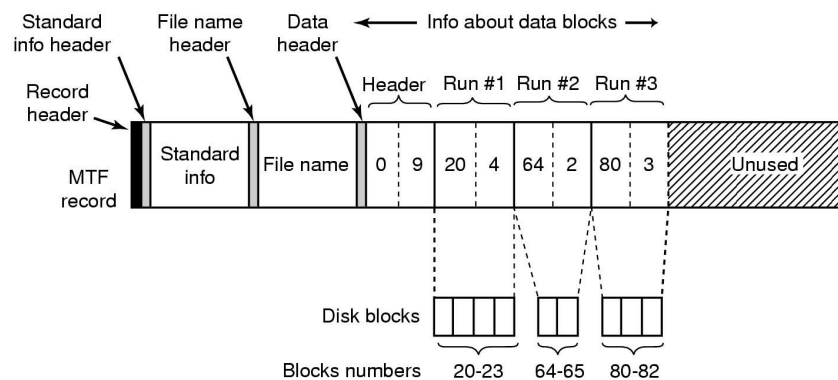 Standard info header
File name header
Data header
Info about data blocks
Record header
Header
Run #1
Run #2
Run #3
MTF record
Standard info
File name
0 9 20 4 64 2 80 3
Unused
Disk blocks
Blocks numbers 20-23 64-65 80-82